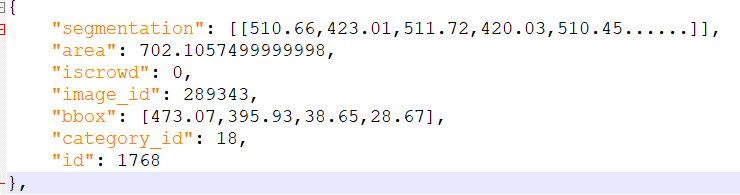 {
"segmentation": [[510.66,423.01,511.72,420.03,510.45......]],
"area": 702.1057499999998,
"iscrowd": 0,
"image_id": 289343,
"bbox": [473.07,395.93,38.65,28.67],
"category_id": 18,
"id": 1768
},